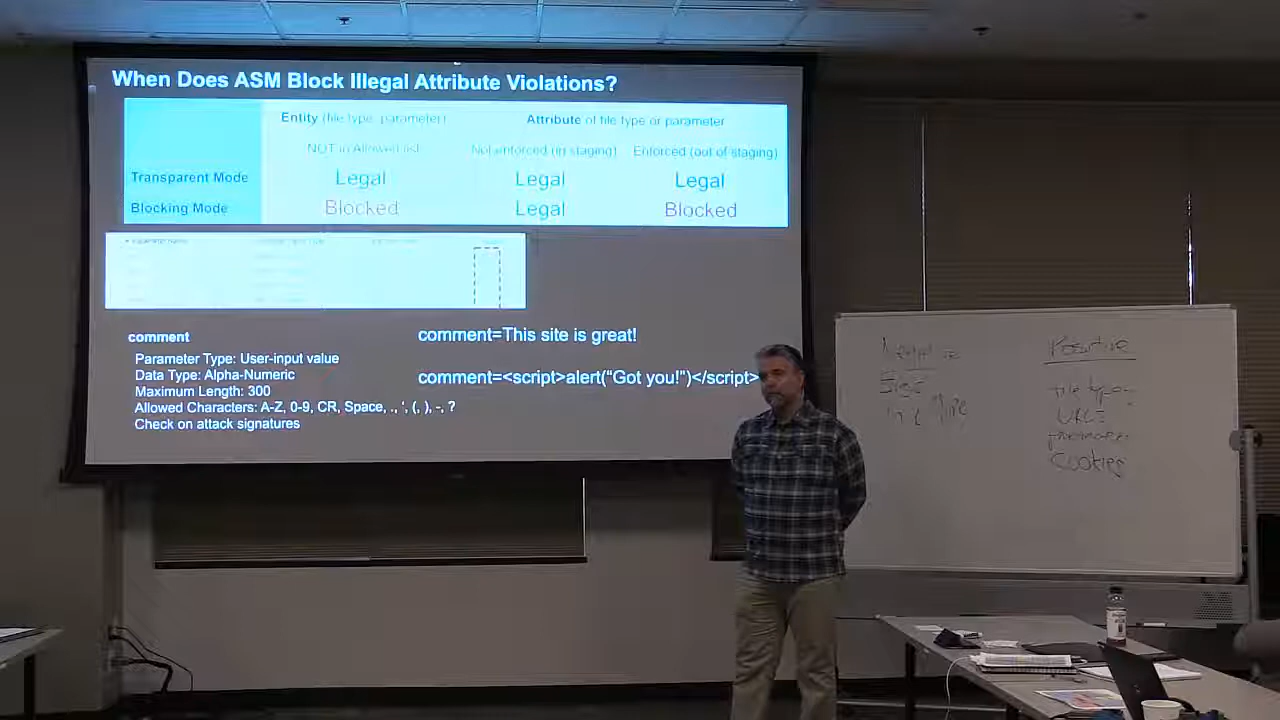 When Does ASM Block Illegal Attribute Violations?
Entity (file type, parameter) Attribute of file type or parameter
NOT in Allowed list Not enforced (in staging) Enforced (out of staging)
Transparent Mode Legal Legal Legal
Blocking Mode Blocked Legal Blocked
comment
Parameter Type: User-input value
Data Type: Alpha-Numeric
Maximum Length: 300
Allowed Characters: A-Z, 0-9, CR, Space, ., ', (, ), -, ?
Check on attack signatures
comment=This site is great!
comment=<script>alert("Got you!")</script>
Positive
file types
URLs
parameters
Cookies